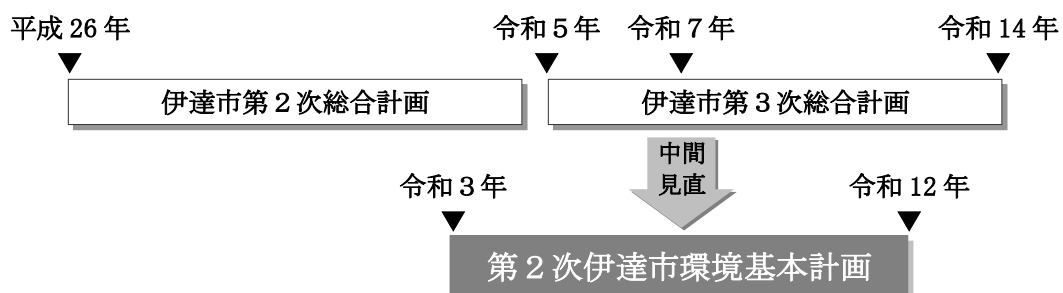 平成 26 年
令和５年
令和７年
令和 14 年
伊達市第２次総合計画
伊達市第３次総合計画
中間
見直
令和３年
令和 12 年
第２次伊達市環境基本計画